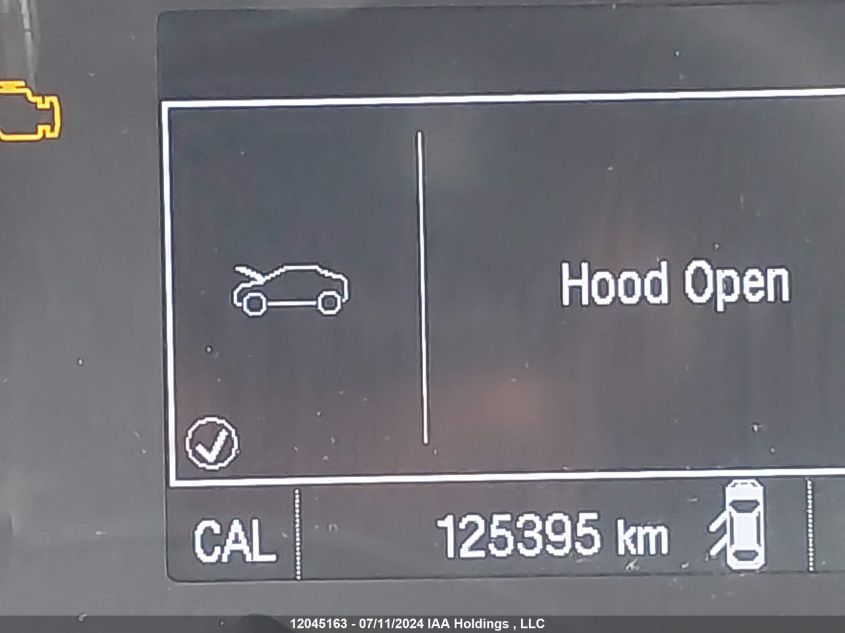 Hood Open
CAL 125395 km
12045163 - 07/11/2024 IAA Holdings , LLC